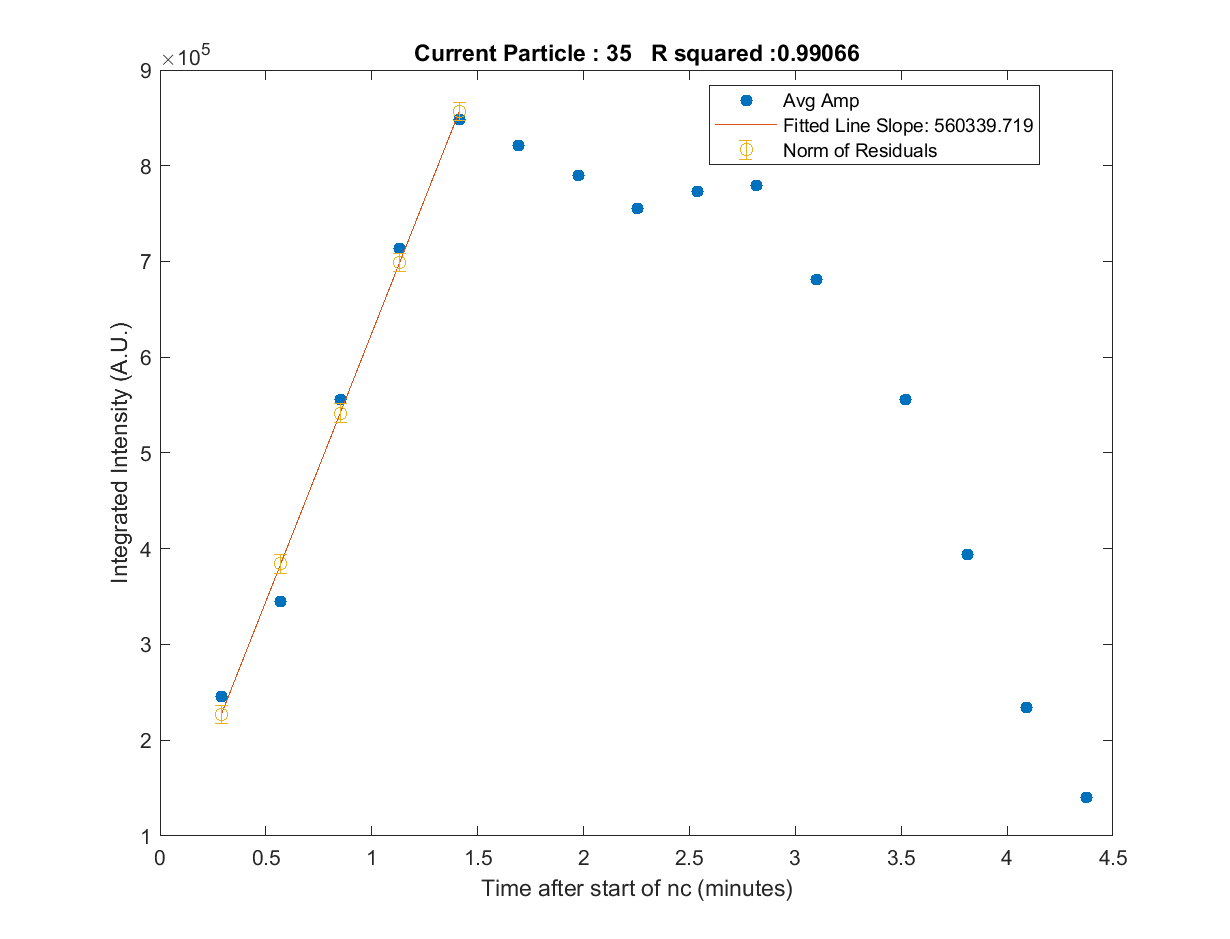 Current Particle : 35 R squared :0.99066
×10^5
9
8
7
6
5
4
3
2
1
0 0.5 1 1.5 2 2.5 3 3.5 4 4.5
Integrated Intensity (A.U.)
Time after start of nc (minutes)
Avg Amp
Fitted Line Slope: 560339.719
Norm of Residuals